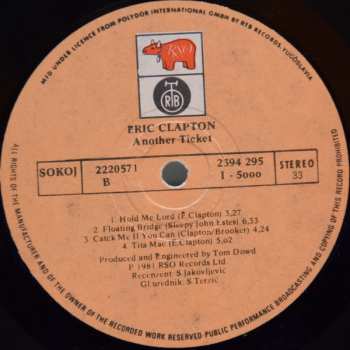 MFD UNDER LICENCE FROM POLYDOR INTERNATIONAL GMBH BY RTB RECORDS, YUGOSLAVIA
RSO
RTB
ERIC CLAPTON
Another Ticket
SOKOJ
2220571
B
2394 295
I - 5000
STEREO
33
1. Hold Me Lord (E.Clapton) 3,27
2. Floating Bridge (Sleepy John Estes) 6,33
3. Catch Me If You Can (Clapton/Brooker) 4,24
4. Rita Mae (E.Clapton) 5,02
Produced and Engineered by Tom Dowd
P 1981 RSO Records Ltd
Recenzent: S.Jakovljević
Gl.urednik: S.Terzić
ALL RIGHTS OF THE MANUFACTURER AND OF THE OWNER OF THE RECORDED WORK RESERVED·PUBLIC PERFORMANCE BROADCASTING AND COPYING OF THIS RECORD PROHIBITED